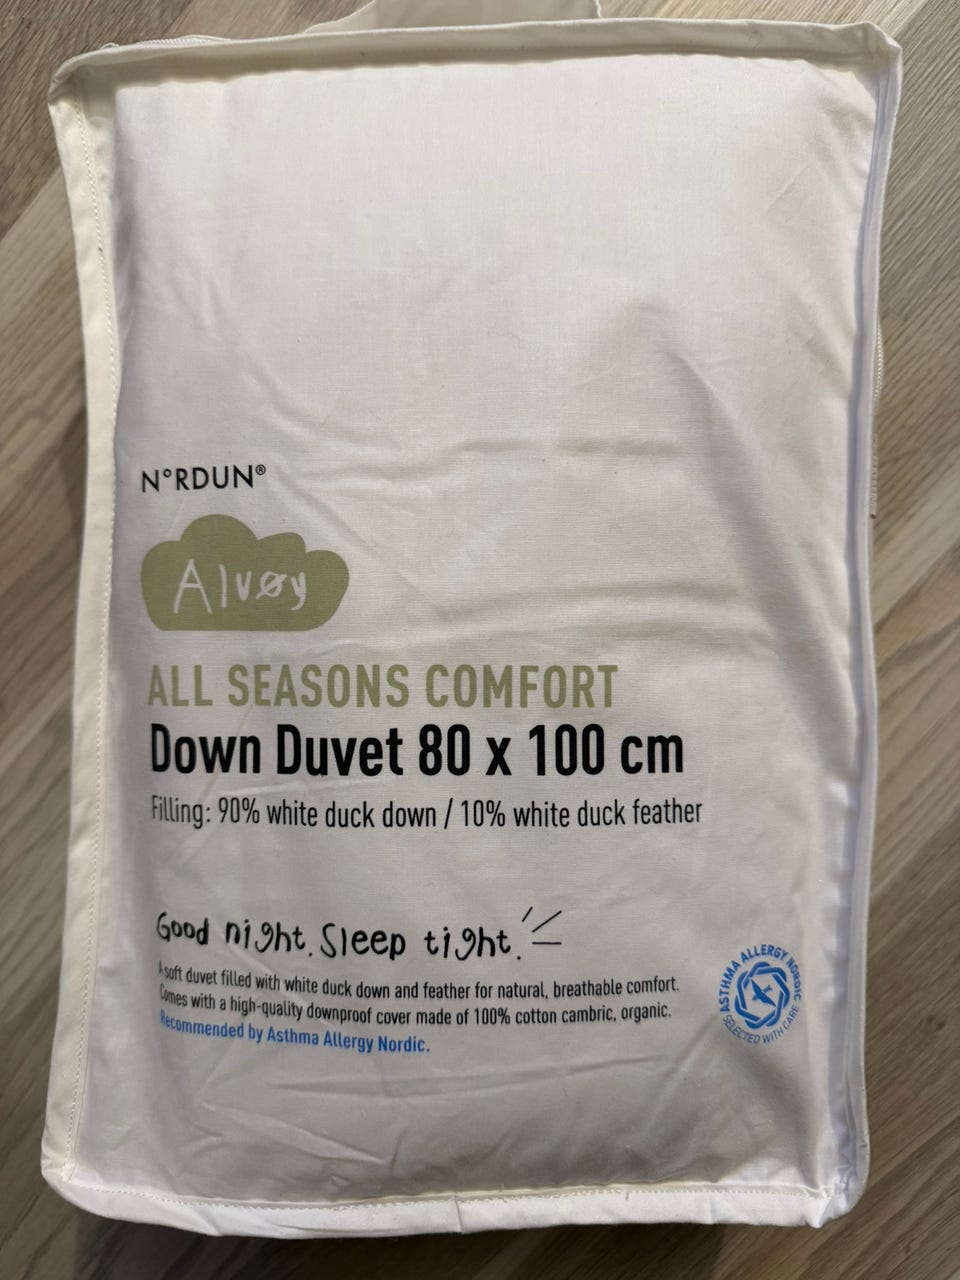 N°RDUN®
Alvøy
ALL SEASONS COMFORT
Down Duvet 80 x 100 cm
Filling: 90% white duck down / 10% white duck feather
Good night. Sleep tight.
A soft duvet filled with white duck down and feather for natural, breathable comfort.
Comes with a high-quality downproof cover made of 100% cotton cambric, organic.
Recommended by Asthma Allergy Nordic.
ASTHMA ALLERGY NORDIC
SELECTED WITH CARE